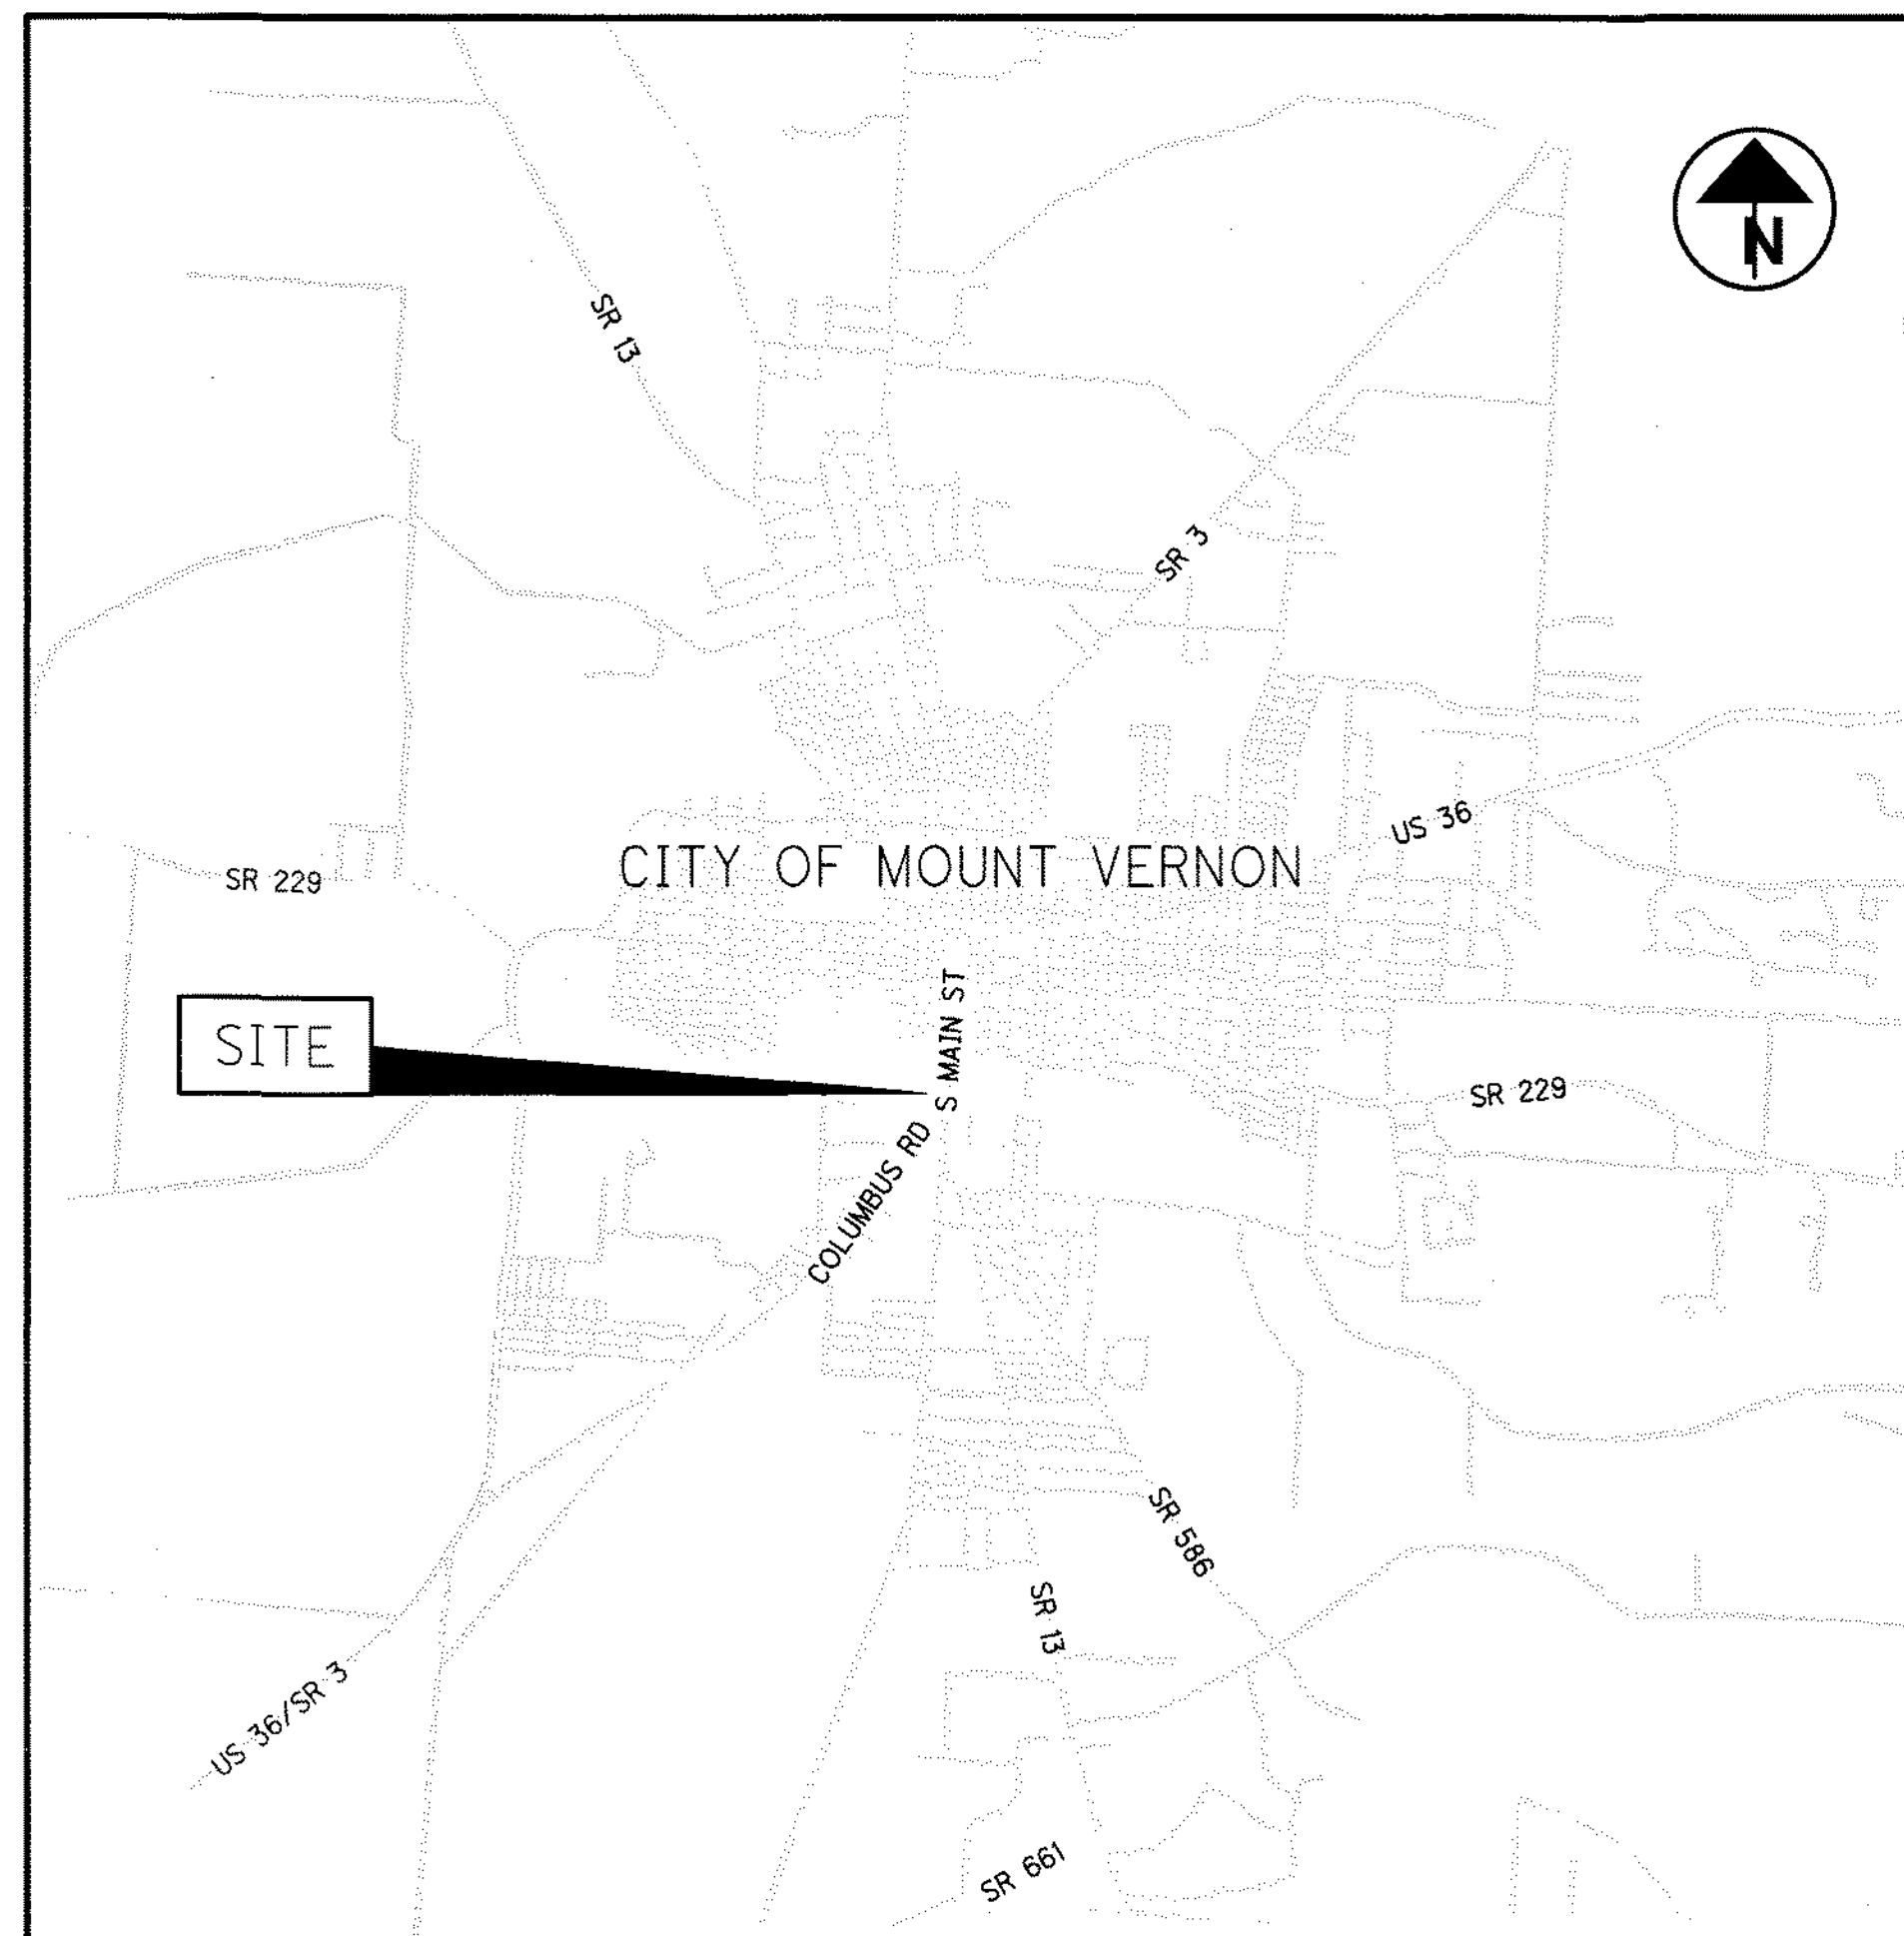 N
SR 13
SR 3
US 36
CITY OF MOUNT VERNON
SR 229
S MAIN ST
SITE
SR 229
COLUMBUS RD
SR 586
SR 13
US 36/SR 3
SR 661